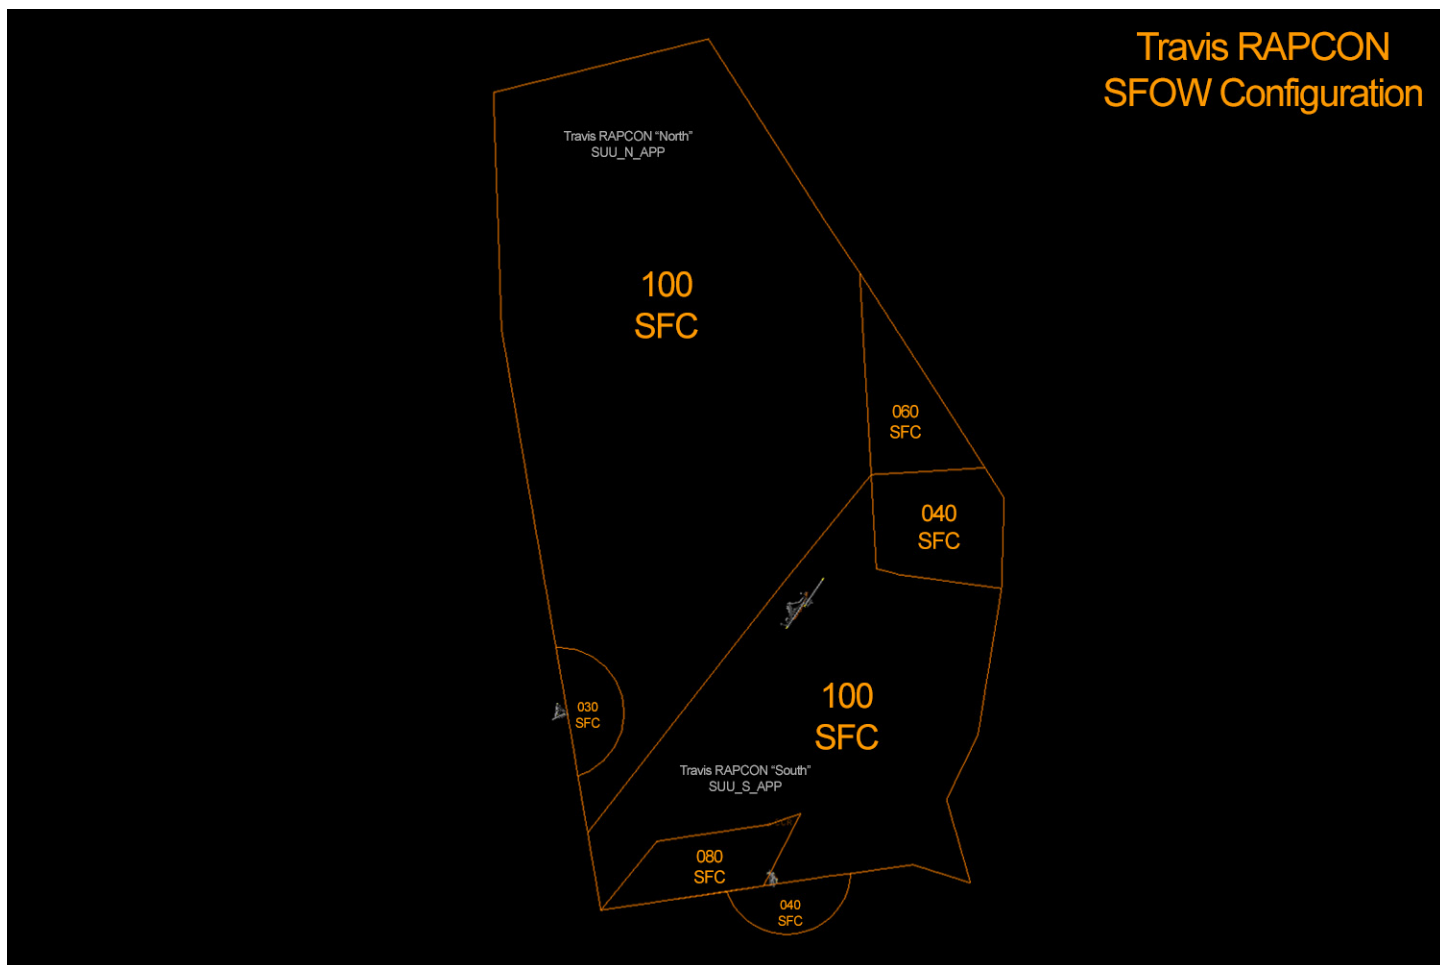 Travis RAPCON
SFOW Configuration
Travis RAPCON “North”
SUU_N_APP
100
SFC
060
SFC
040
SFC
030
SFC
100
SFC
Travis RAPCON “South”
SUU_S_APP
080
SFC
040
SFC